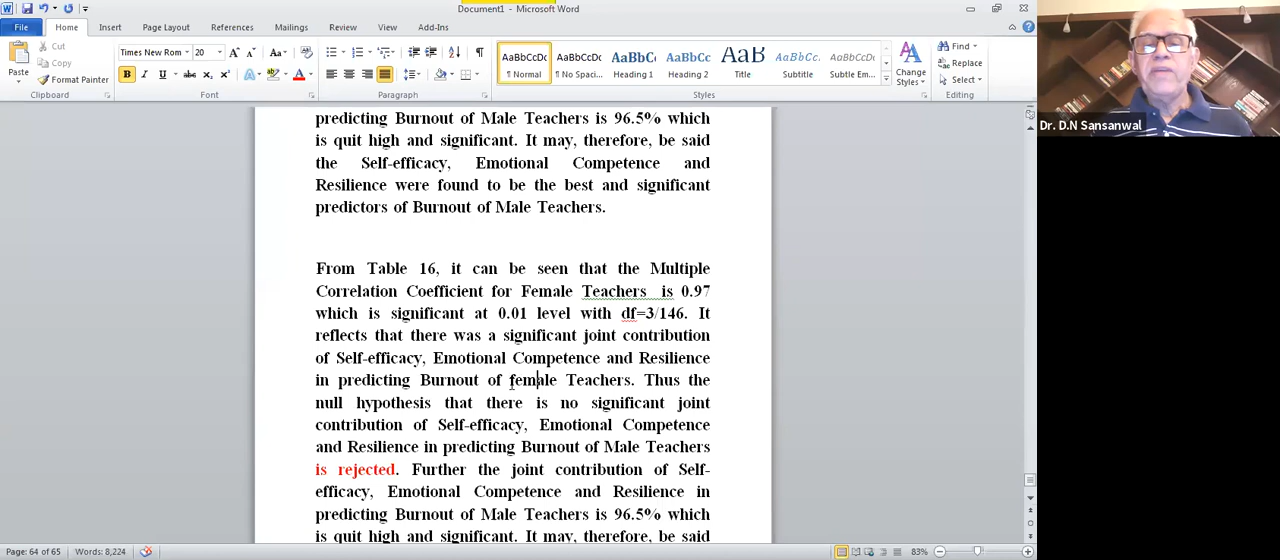 Document1 - Microsoft Word
File Home Insert Page Layout References Mailings Review View Add-Ins
Cut
Copy
Format Painter
Paste
Clipboard
Times New Rom 20
B I U abc
Font
Paragraph
AaBbCcDc AaBbCcDc AaBbCc AaBbCc AaB AaBbCc. AaBbCcDc
¶ Normal ¶ No Spaci... Heading 1 Heading 2 Title Subtitle Subtle Em...
Change Styles
Styles
Find
Replace
Select
Editing
Dr. D.N Sansanwal
predicting Burnout of Male Teachers is 96.5% which
is quit high and significant. It may, therefore, be said
the Self-efficacy, Emotional Competence and
Resilience were found to be the best and significant
predictors of Burnout of Male Teachers.
From Table 16, it can be seen that the Multiple
Correlation Coefficient for Female Teachers is 0.97
which is significant at 0.01 level with df=3/146. It
reflects that there was a significant joint contribution
of Self-efficacy, Emotional Competence and Resilience
in predicting Burnout of female Teachers. Thus the
null hypothesis that there is no significant joint
contribution of Self-efficacy, Emotional Competence
and Resilience in predicting Burnout of Male Teachers
is rejected. Further the joint contribution of Self-
efficacy, Emotional Competence and Resilience in
predicting Burnout of Male Teachers is 96.5% which
is quit high and significant. It may, therefore, be said
Page: 64 of 65 Words: 8,224 83%